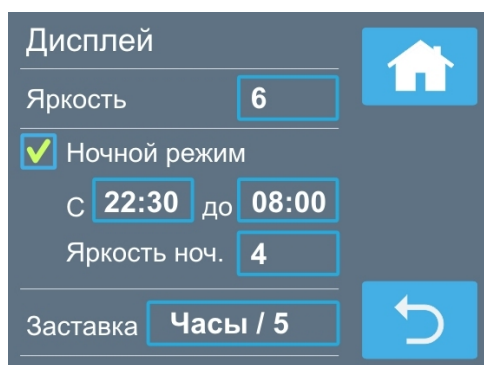 Дисплей
Яркость 6
Ночной режим
С 22:30 до 08:00
Яркость ноч. 4
Заставка Часы / 5